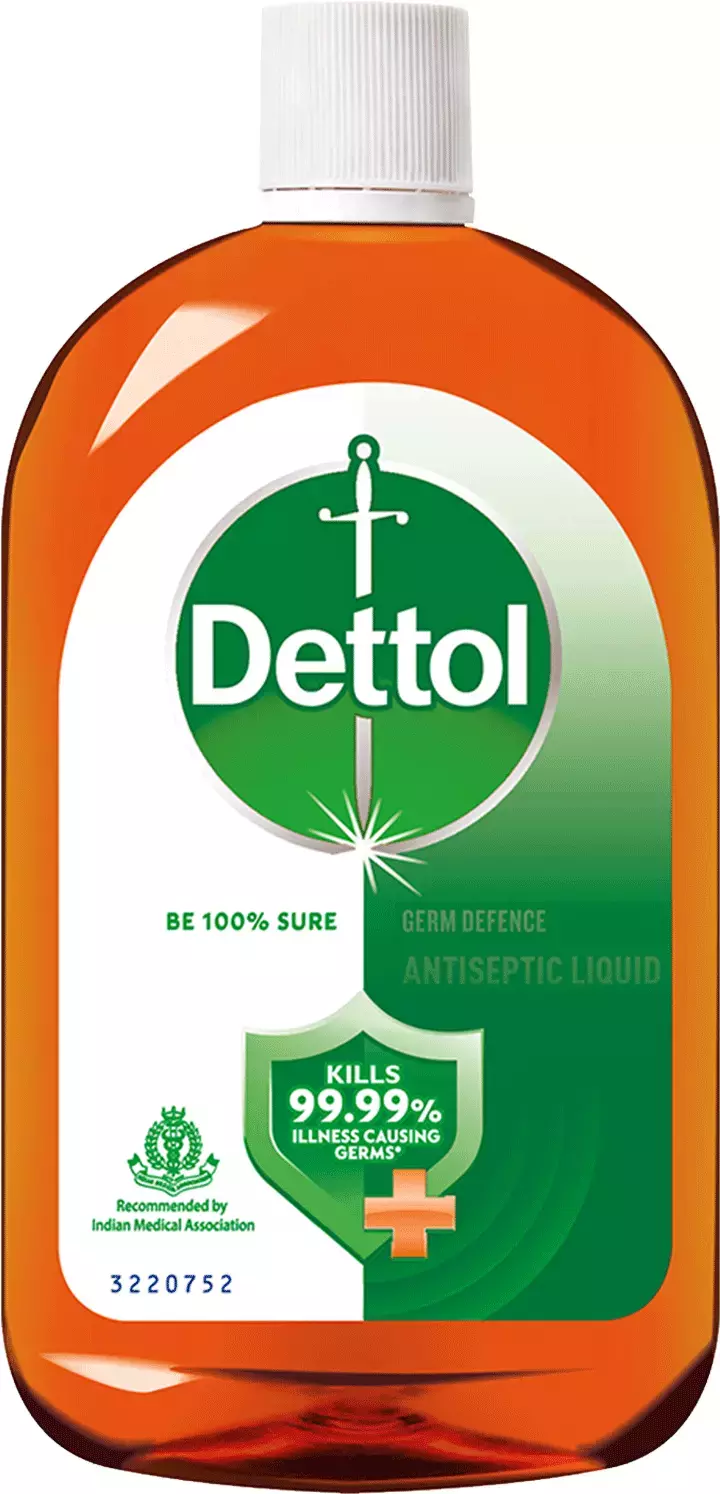 Dettol
BE 100% SURE
GERM DEFENCE
ANTISEPTIC LIQUID
KILLS
99.99%
ILLNESS CAUSING
GERMS*
Recommended by
Indian Medical Association
3220752